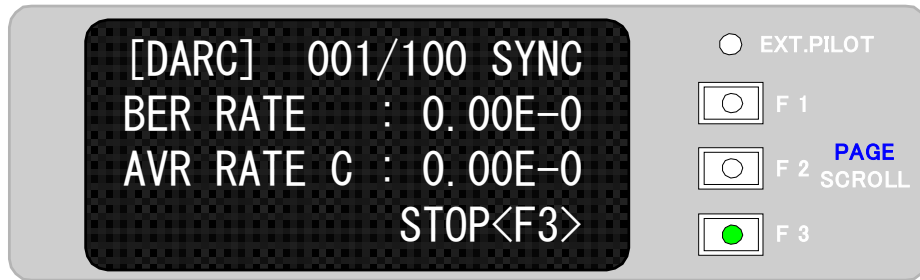 [DARC] 001/100 SYNC
BER RATE : 0.00E-0
AVR RATE C : 0.00E-0
STOP<F3>
EXT.PILOT
F 1
F 2 PAGE
SCROLL
F 3